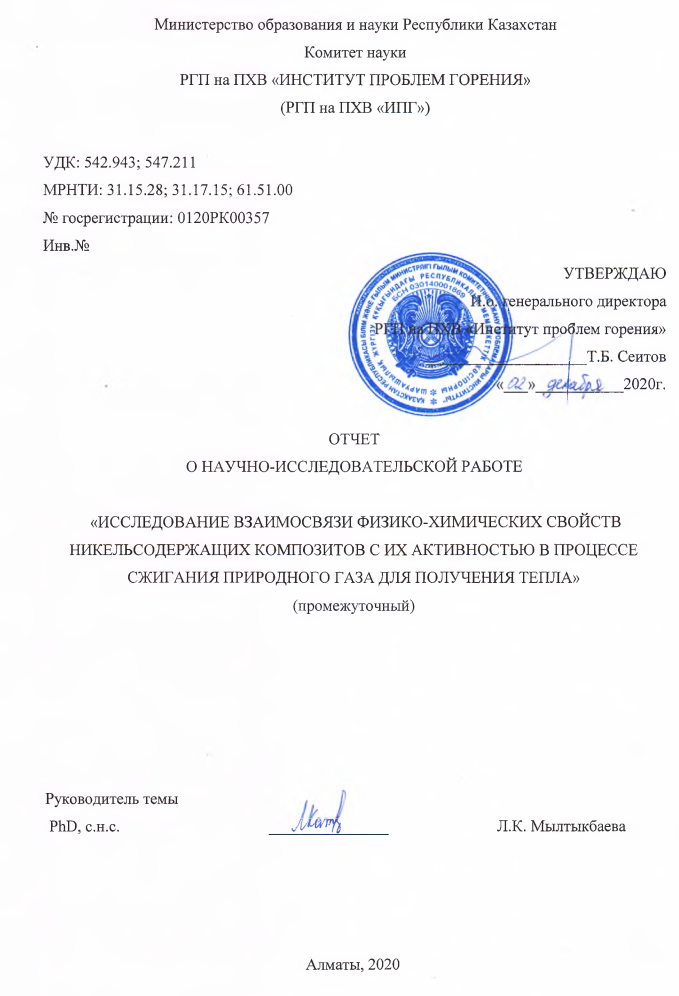 Министерство образования и науки Республики Казахстан
Комитет науки
РГП на ПХВ «ИНСТИТУТ ПРОБЛЕМ ГОРЕНИЯ»
(РГП на ПХВ «ИПГ»)
УДК: 542.943; 547.211
МРНТИ: 31.15.28; 31.17.15; 61.51.00
№ госрегистрации: 0120РК00357
Инв.№
УТВЕРЖДАЮ
И.о. генерального директора
РГП на ПХВ «Институт проблем горения»
Т.Б. Сеитов
«02» декабря 2020г.
БСН 030140001668
ОТЧЕТ
О НАУЧНО-ИССЛЕДОВАТЕЛЬСКОЙ РАБОТЕ
«ИССЛЕДОВАНИЕ ВЗАИМОСВЯЗИ ФИЗИКО-ХИМИЧЕСКИХ СВОЙСТВ
НИКЕЛЬСОДЕРЖАЩИХ КОМПОЗИТОВ С ИХ АКТИВНОСТЬЮ В ПРОЦЕССЕ
СЖИГАНИЯ ПРИРОДНОГО ГАЗА ДЛЯ ПОЛУЧЕНИЯ ТЕПЛА»
(промежуточный)
Руководитель темы
PhD, с.н.с. Л.К. Мылтыкбаева
Алматы, 2020